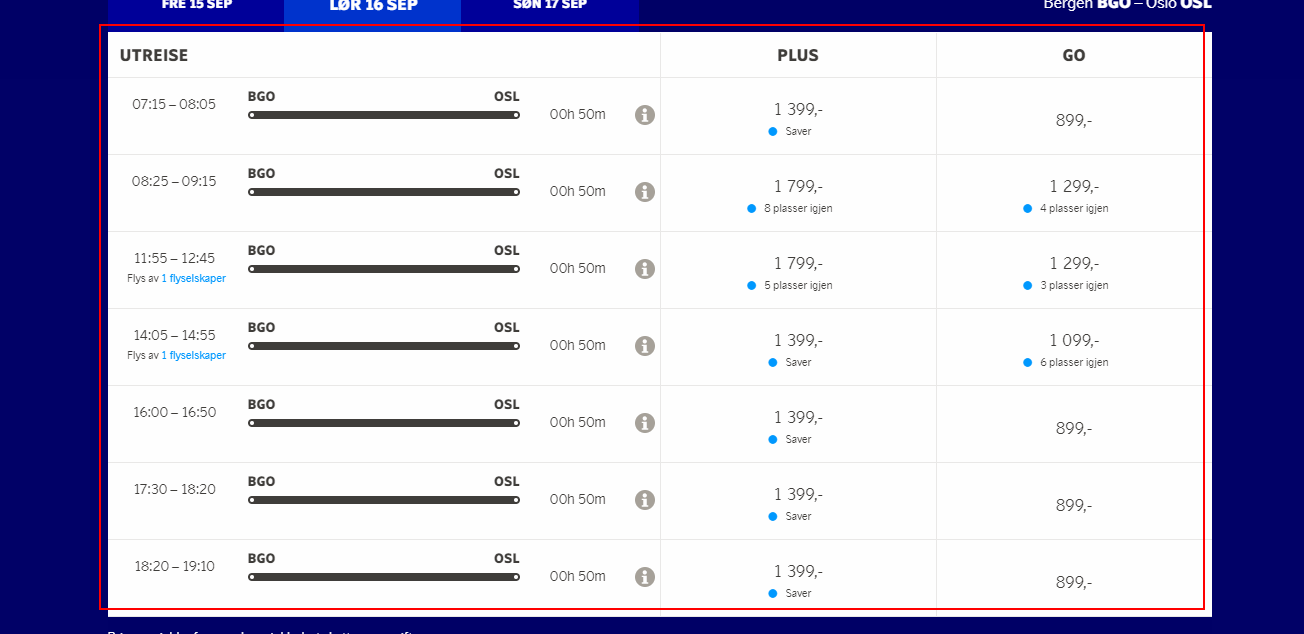 FRE 15 SEP LØR 16 SEP SØN 17 SEP Bergen BGO – Oslo OSL
UTREISE PLUS GO
07:15 – 08:05 BGO OSL 00h 50m 1 399,- 899,-
Saver
08:25 – 09:15 BGO OSL 00h 50m 1 799,- 1 299,-
8 plasser igjen 4 plasser igjen
11:55 – 12:45 BGO OSL 00h 50m 1 799,- 1 299,-
Flys av 1 flyselskaper 5 plasser igjen 3 plasser igjen
14:05 – 14:55 BGO OSL 00h 50m 1 399,- 1 099,-
Flys av 1 flyselskaper Saver 6 plasser igjen
16:00 – 16:50 BGO OSL 00h 50m 1 399,- 899,-
Saver
17:30 – 18:20 BGO OSL 00h 50m 1 399,- 899,-
Saver
18:20 – 19:10 BGO OSL 00h 50m 1 399,- 899,-
Saver